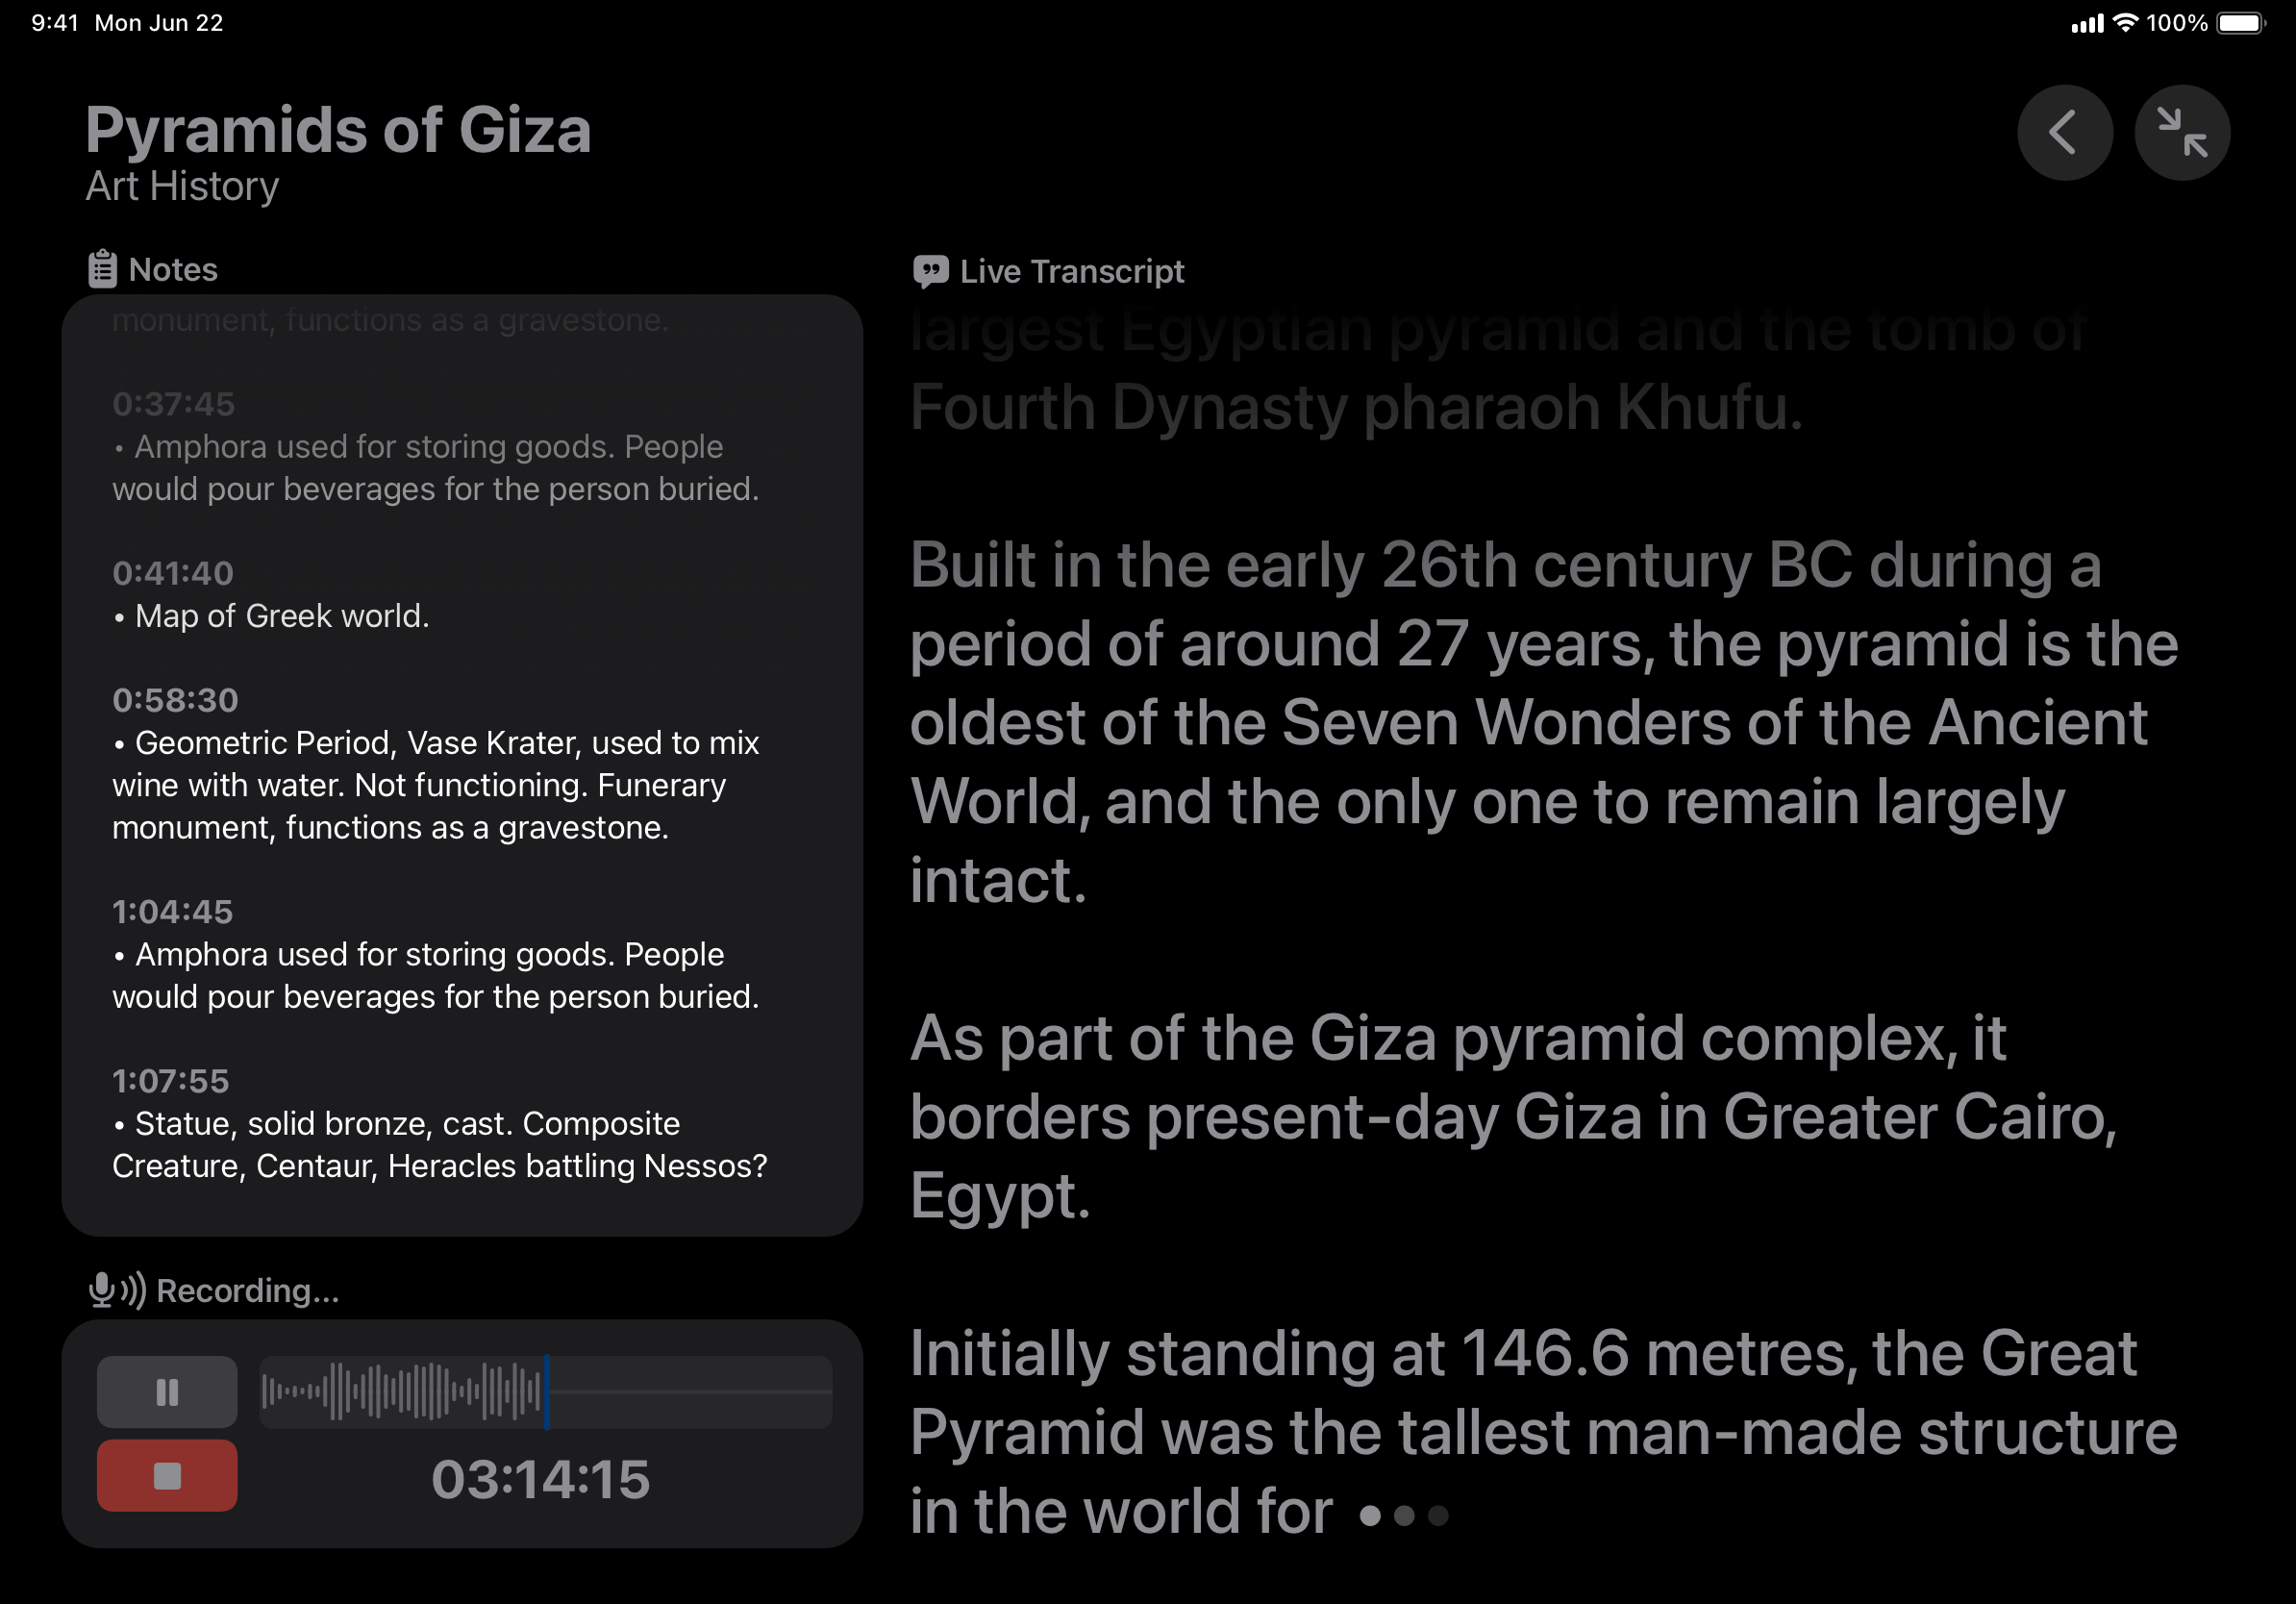 9:41 Mon Jun 22
100%
Pyramids of Giza
Art History
Notes
monument, functions as a gravestone.
0:37:45
• Amphora used for storing goods. People
would pour beverages for the person buried.
0:41:40
• Map of Greek world.
0:58:30
• Geometric Period, Vase Krater, used to mix
wine with water. Not functioning. Funerary
monument, functions as a gravestone.
1:04:45
• Amphora used for storing goods. People
would pour beverages for the person buried.
1:07:55
• Statue, solid bronze, cast. Composite
Creature, Centaur, Heracles battling Nessos?
Recording...
03:14:15
Live Transcript
largest Egyptian pyramid and the tomb of
Fourth Dynasty pharaoh Khufu.
Built in the early 26th century BC during a
period of around 27 years, the pyramid is the
oldest of the Seven Wonders of the Ancient
World, and the only one to remain largely
intact.
As part of the Giza pyramid complex, it
borders present-day Giza in Greater Cairo,
Egypt.
Initially standing at 146.6 metres, the Great
Pyramid was the tallest man-made structure
in the world for